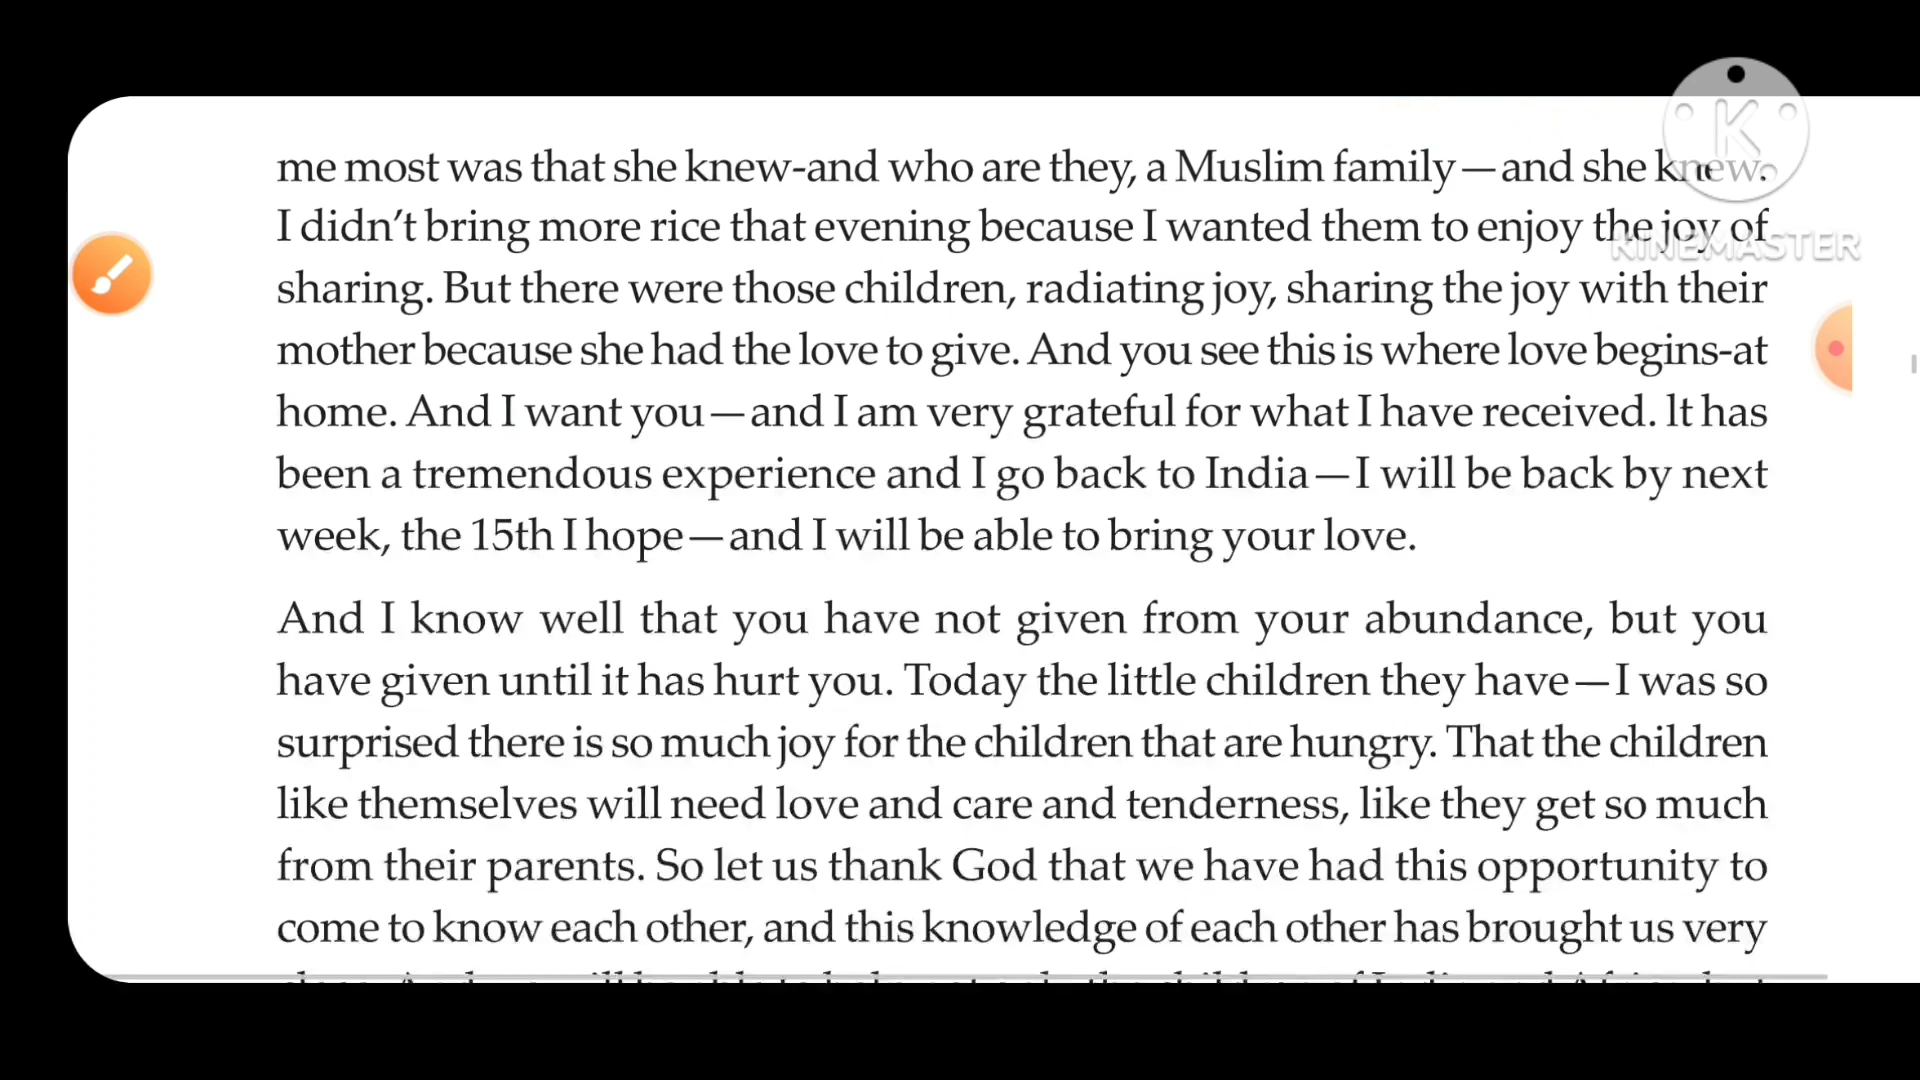 K
KINEMASTER
me most was that she knew-and who are they, a Muslim family—and she knew.
I didn't bring more rice that evening because I wanted them to enjoy the joy of
sharing. But there were those children, radiating joy, sharing the joy with their
mother because she had the love to give. And you see this is where love begins-at
home. And I want you—and I am very grateful for what I have received. lt has
been a tremendous experience and I go back to India—I will be back by next
week, the 15th I hope—and I will be able to bring your love.
And I know well that you have not given from your abundance, but you
have given until it has hurt you. Today the little children they have—I was so
surprised there is so much joy for the children that are hungry. That the children
like themselves will need love and care and tenderness, like they get so much
from their parents. So let us thank God that we have had this opportunity to
come to know each other, and this knowledge of each other has brought us very